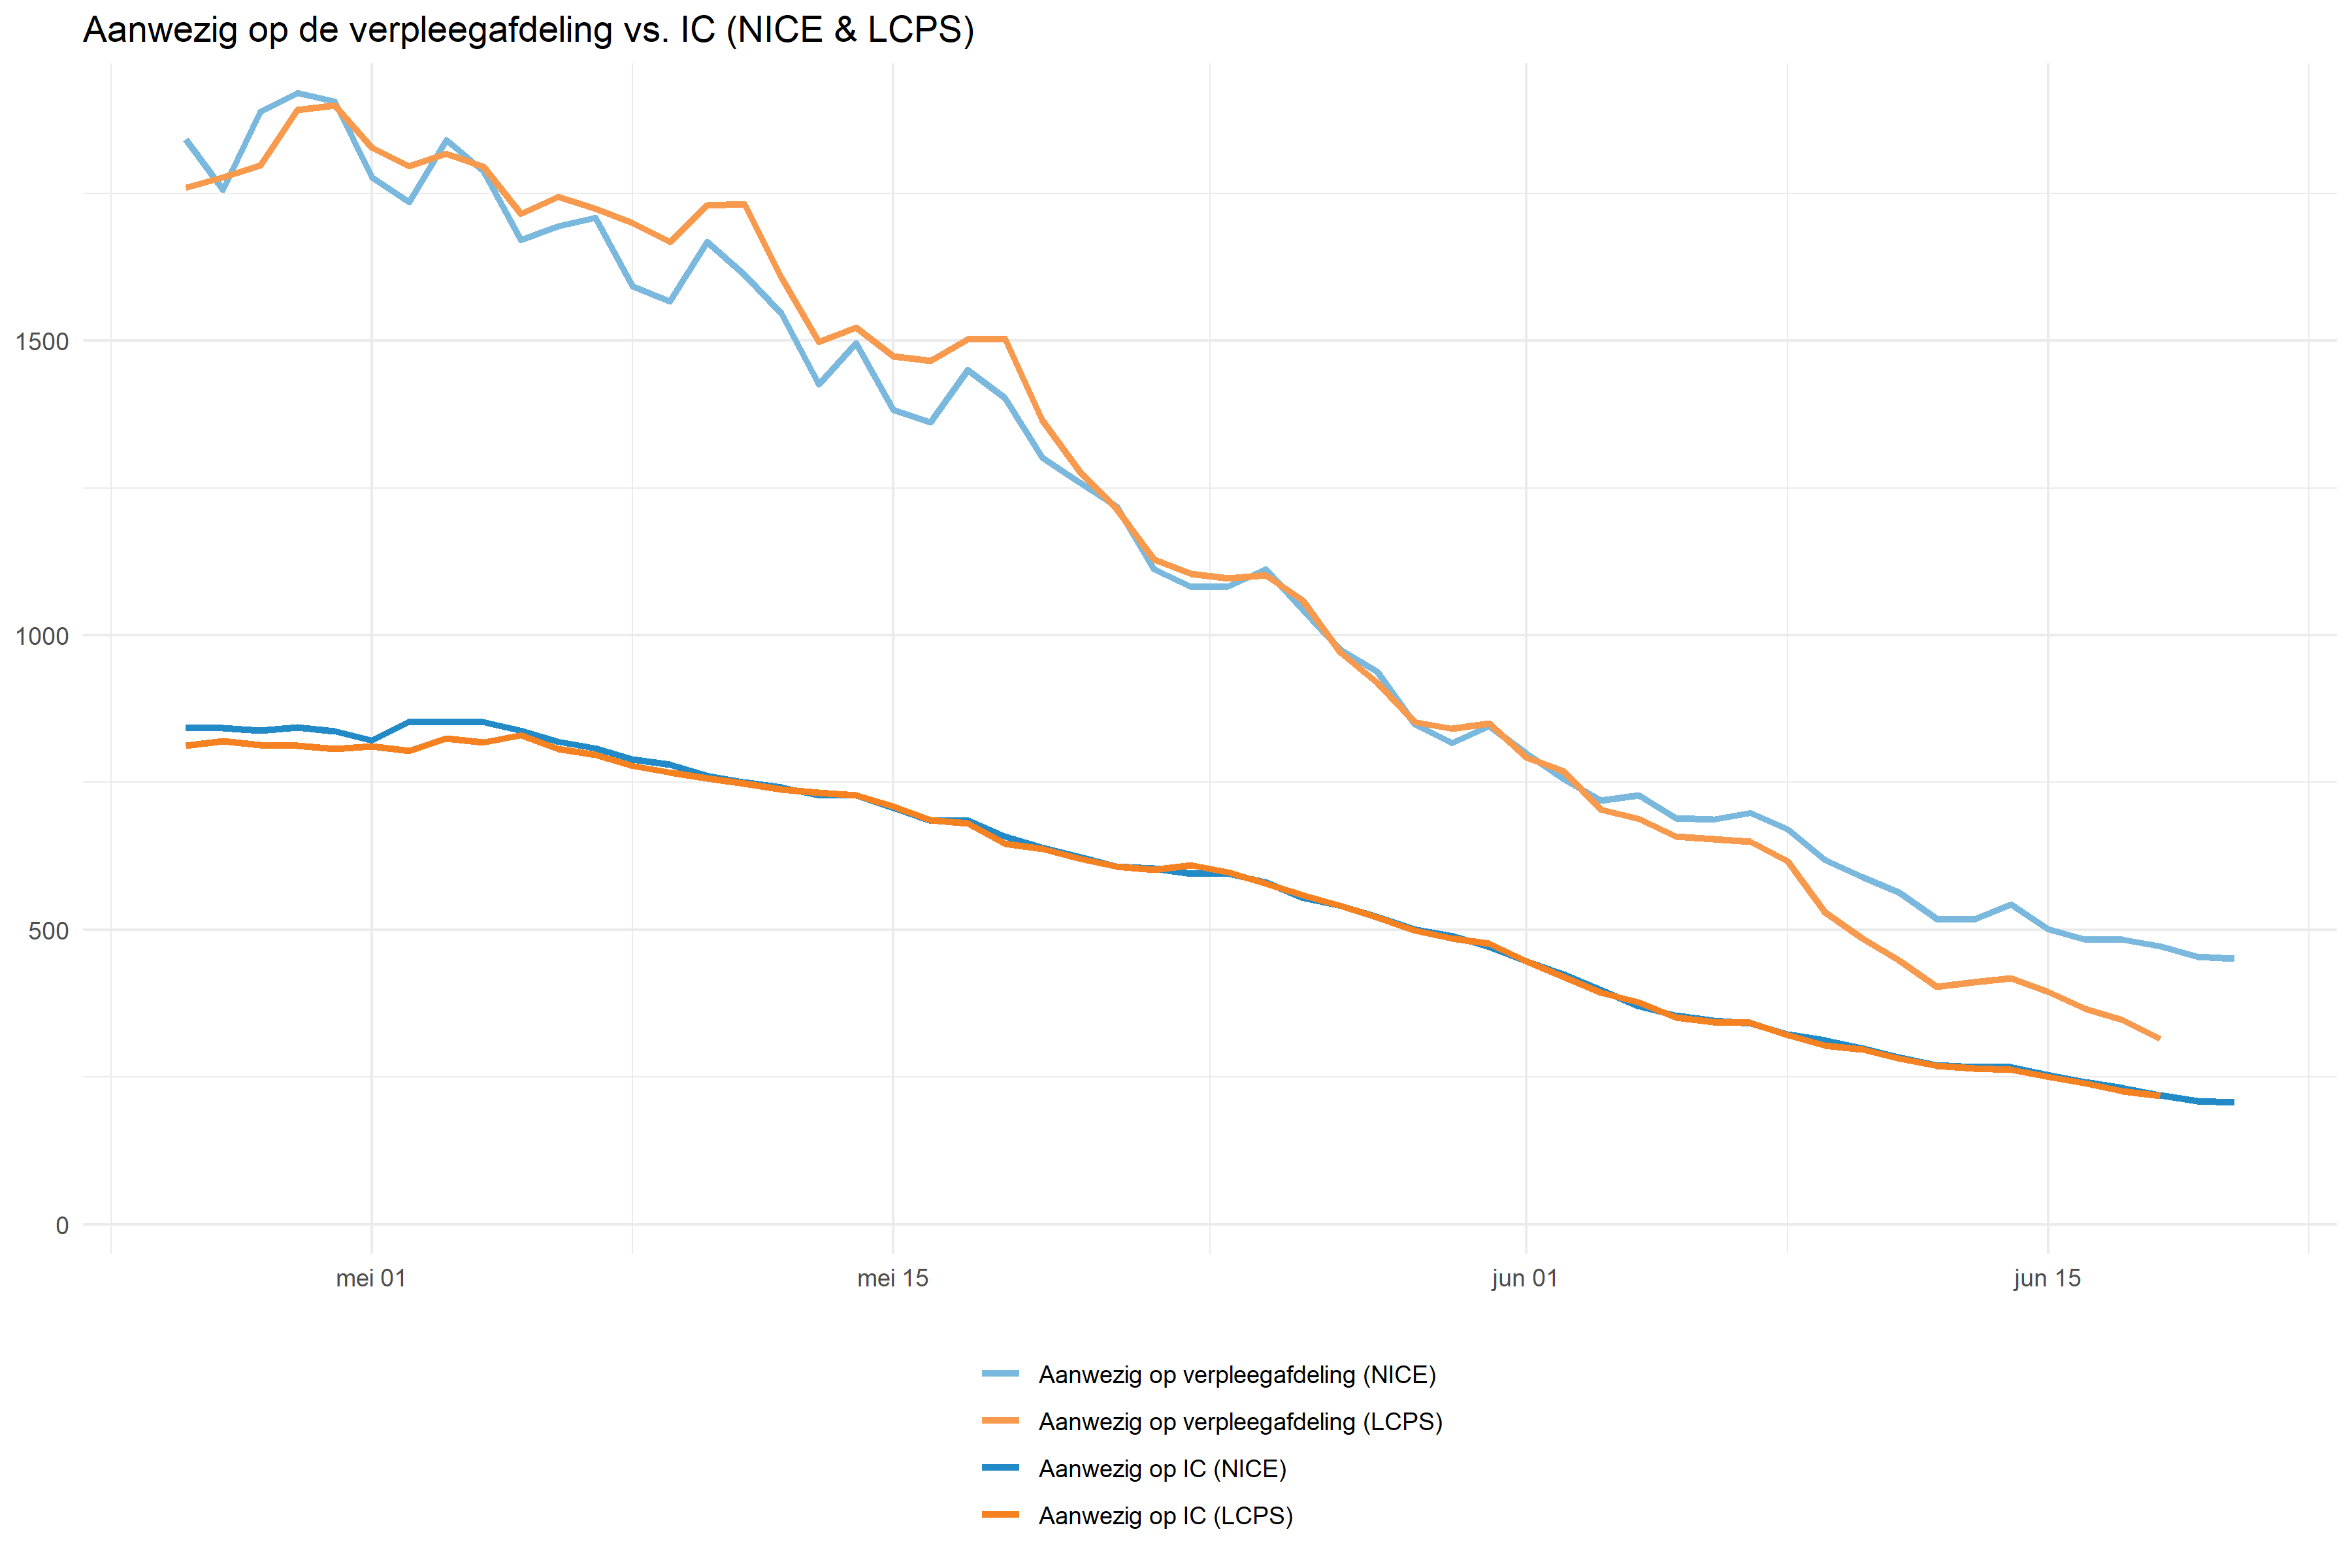 Aanwezig op de verpleegafdeling vs. IC (NICE & LCPS)
1500
1000
500
0
mei 01
mei 15
jun 01
jun 15
Aanwezig op verpleegafdeling (NICE)
Aanwezig op verpleegafdeling (LCPS)
Aanwezig op IC (NICE)
Aanwezig op IC (LCPS)